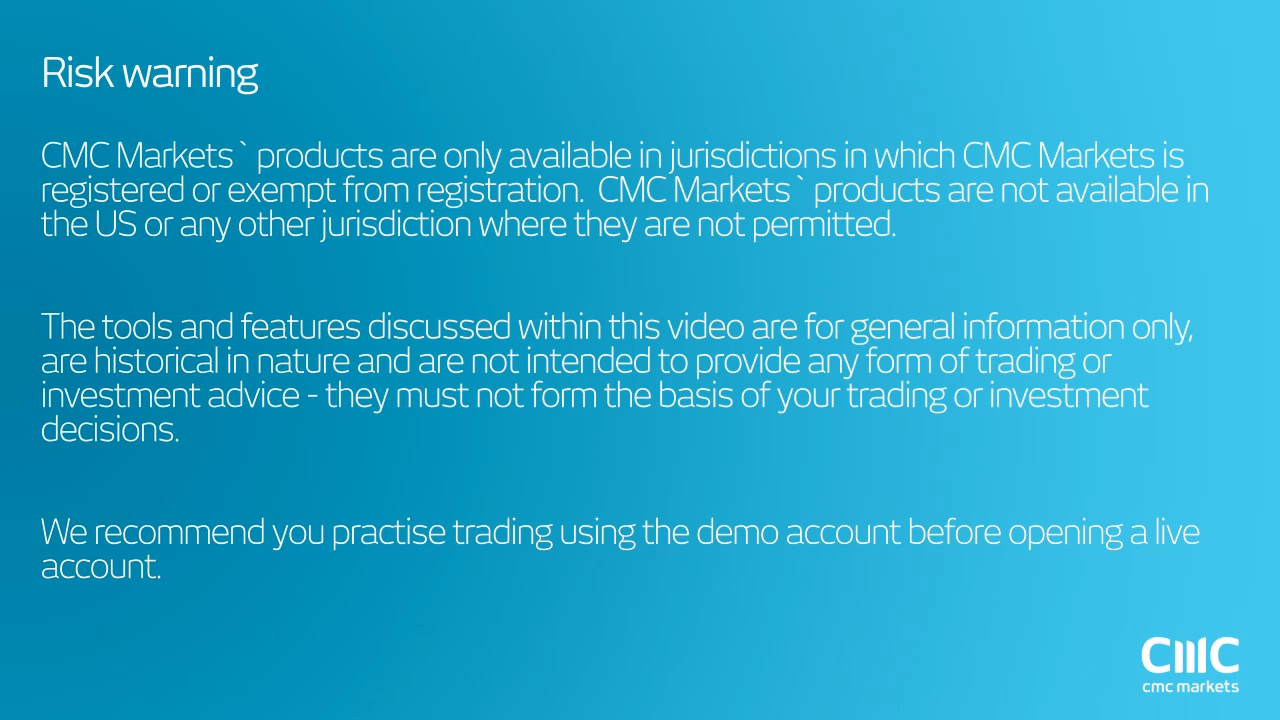 Risk warning
CMC Markets` products are only available in jurisdictions in which CMC Markets is
registered or exempt from registration.  CMC Markets` products are not available in
the US or any other jurisdiction where they are not permitted.
The tools and features discussed within this video are for general information only,
are historical in nature and are not intended to provide any form of trading or
investment advice - they must not form the basis of your trading or investment
decisions.
We recommend you practise trading using the demo account before opening a live
account.
CMC
cmc markets